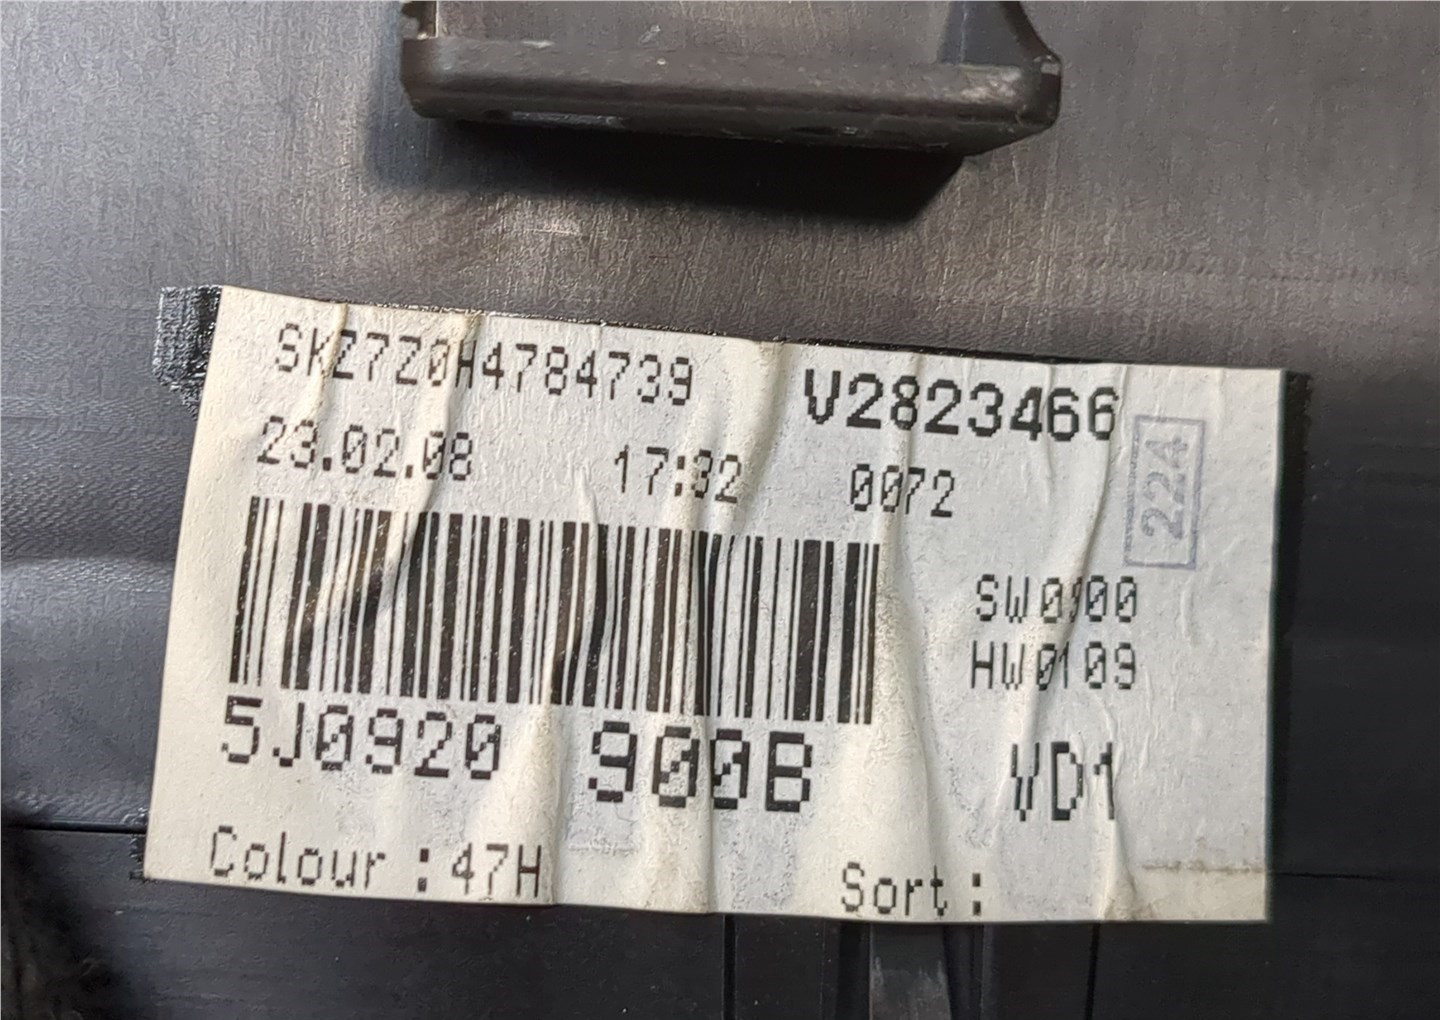 SKZ7Z0H4784739 V2823466
23.02.08 17:32 0072
224
SW0900
HW0109
5J0920 900B VD1
Colour : 47H Sort :